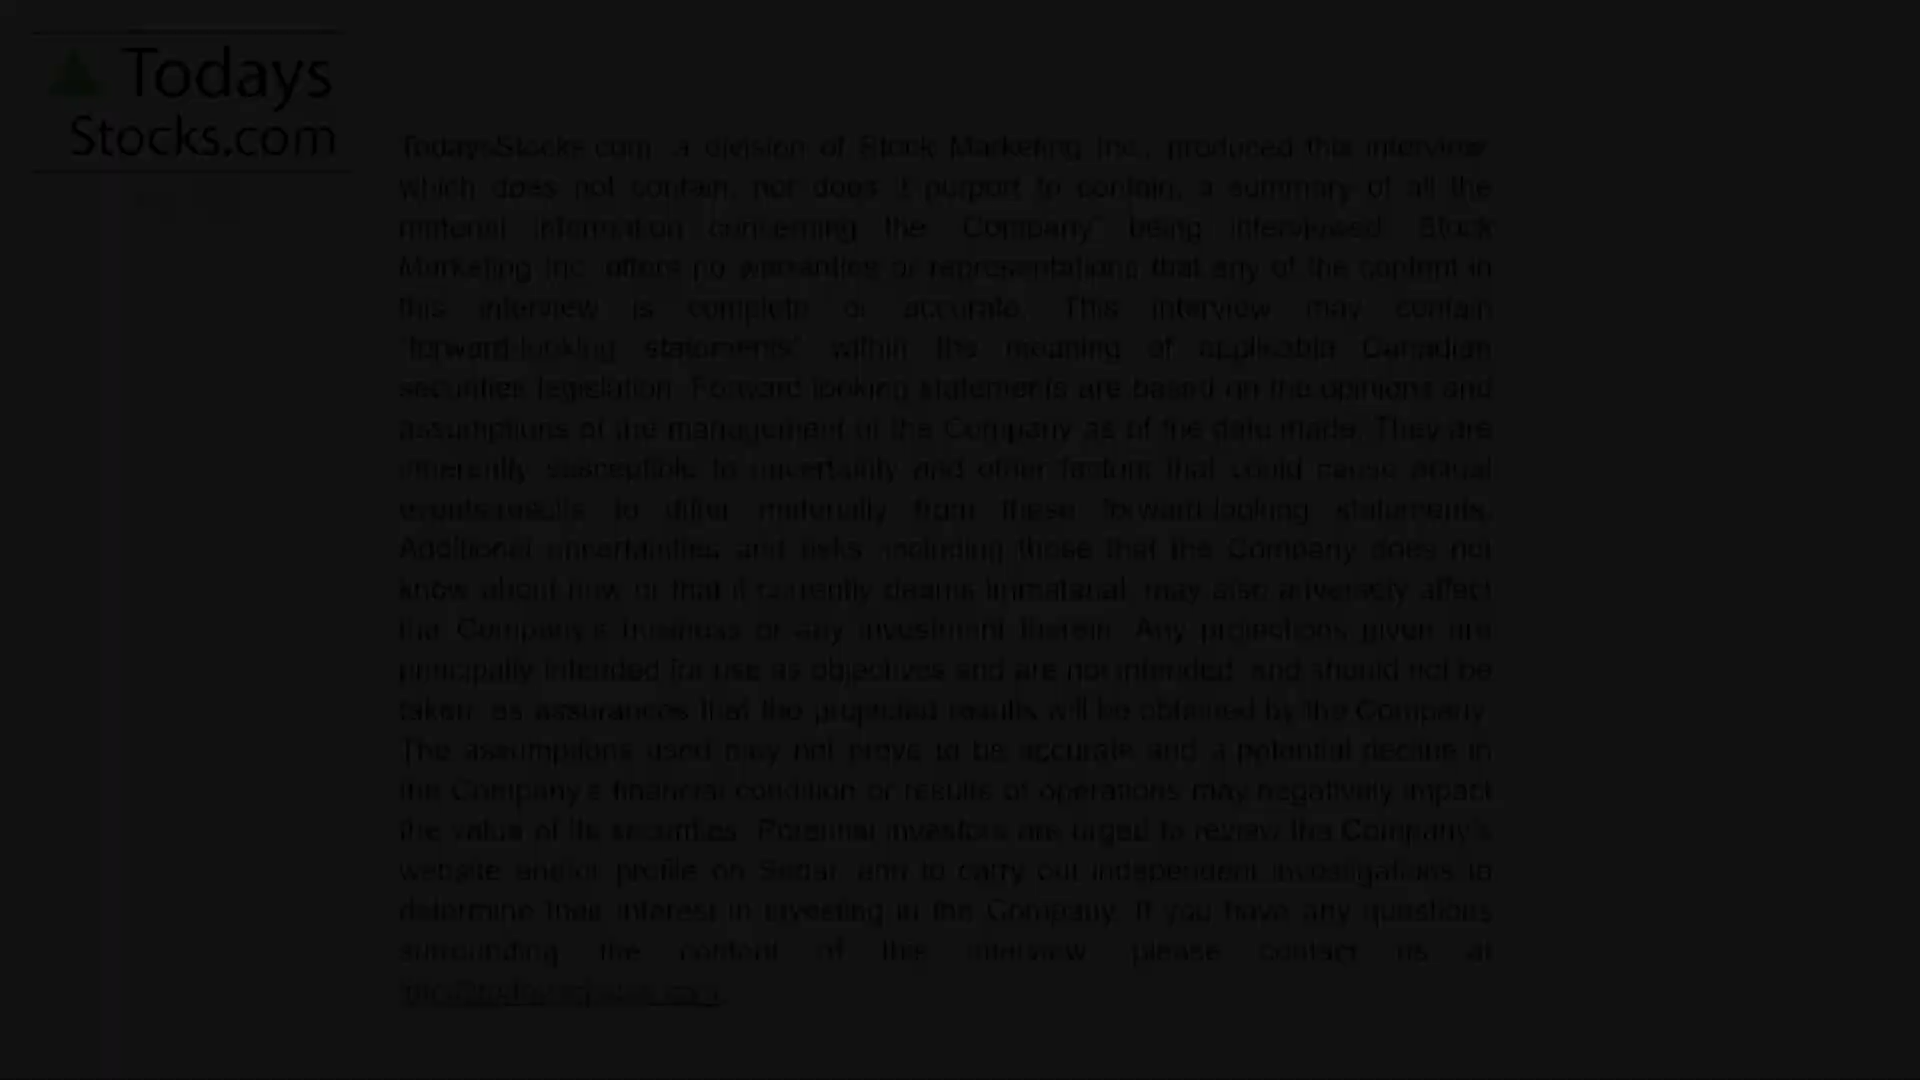 Todays
Stocks.com
TodaysStocks.com, a division of Stock Marketing Inc., produced this interview,
which does not contain, nor does it purport to contain, a summary of all the
material information concerning the "Company" being interviewed. Stock
Marketing Inc. offers no warranties or representations that any of the content in
this interview is complete or accurate. This interview may contain
"forward-looking statements" within the meaning of applicable Canadian
securities legislation. Forward looking statements are based on the opinions and
assumptions of the management of the Company as of the date made. They are
inherently susceptible to uncertainty and other factors that could cause actual
events/results to differ materially from these forward-looking statements.
Additional uncertainties and risks, including those that the Company does not
know about now or that it currently deems immaterial, may also adversely affect
the Company's business or any investment therein. Any projections given are
principally intended for use as objectives and are not intended, and should not be
taken, as assurances that the projected results will be obtained by the Company.
The assumptions used may not prove to be accurate and a potential decline in
the Company's financial condition or results of operations may negatively impact
the value of its securities. Potential investors are urged to review the Company's
website and/or profile on Sedar and to carry out independent investigations to
determine their interest in investing in the Company. If you have any questions
surrounding the content of this interview, please contact us at